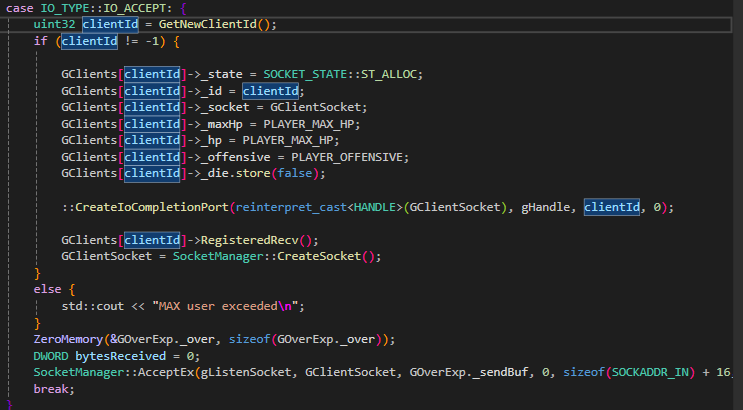 case IO_TYPE::IO_ACCEPT: {
uint32 clientId = GetNewClientId();
if (clientId != -1) {
GClients[clientId]->_state = SOCKET_STATE::ST_ALLOC;
GClients[clientId]->_id = clientId;
GClients[clientId]->_socket = GClientSocket;
GClients[clientId]->_maxHp = PLAYER_MAX_HP;
GClients[clientId]->_hp = PLAYER_MAX_HP;
GClients[clientId]->_offensive = PLAYER_OFFENSIVE;
GClients[clientId]->_die.store(false);
::CreateIoCompletionPort(reinterpret_cast<HANDLE>(GClientSocket), gHandle, clientId, 0);
GClients[clientId]->RegisteredRecv();
GClientSocket = SocketManager::CreateSocket();
}
else {
std::cout << "MAX user exceeded\n";
}
ZeroMemory(&GOverExp._over, sizeof(GOverExp._over));
DWORD bytesReceived = 0;
SocketManager::AcceptEx(gListenSocket, GClientSocket, GOverExp._sendBuf, 0, sizeof(SOCKADDR_IN) + 16,
break;
}